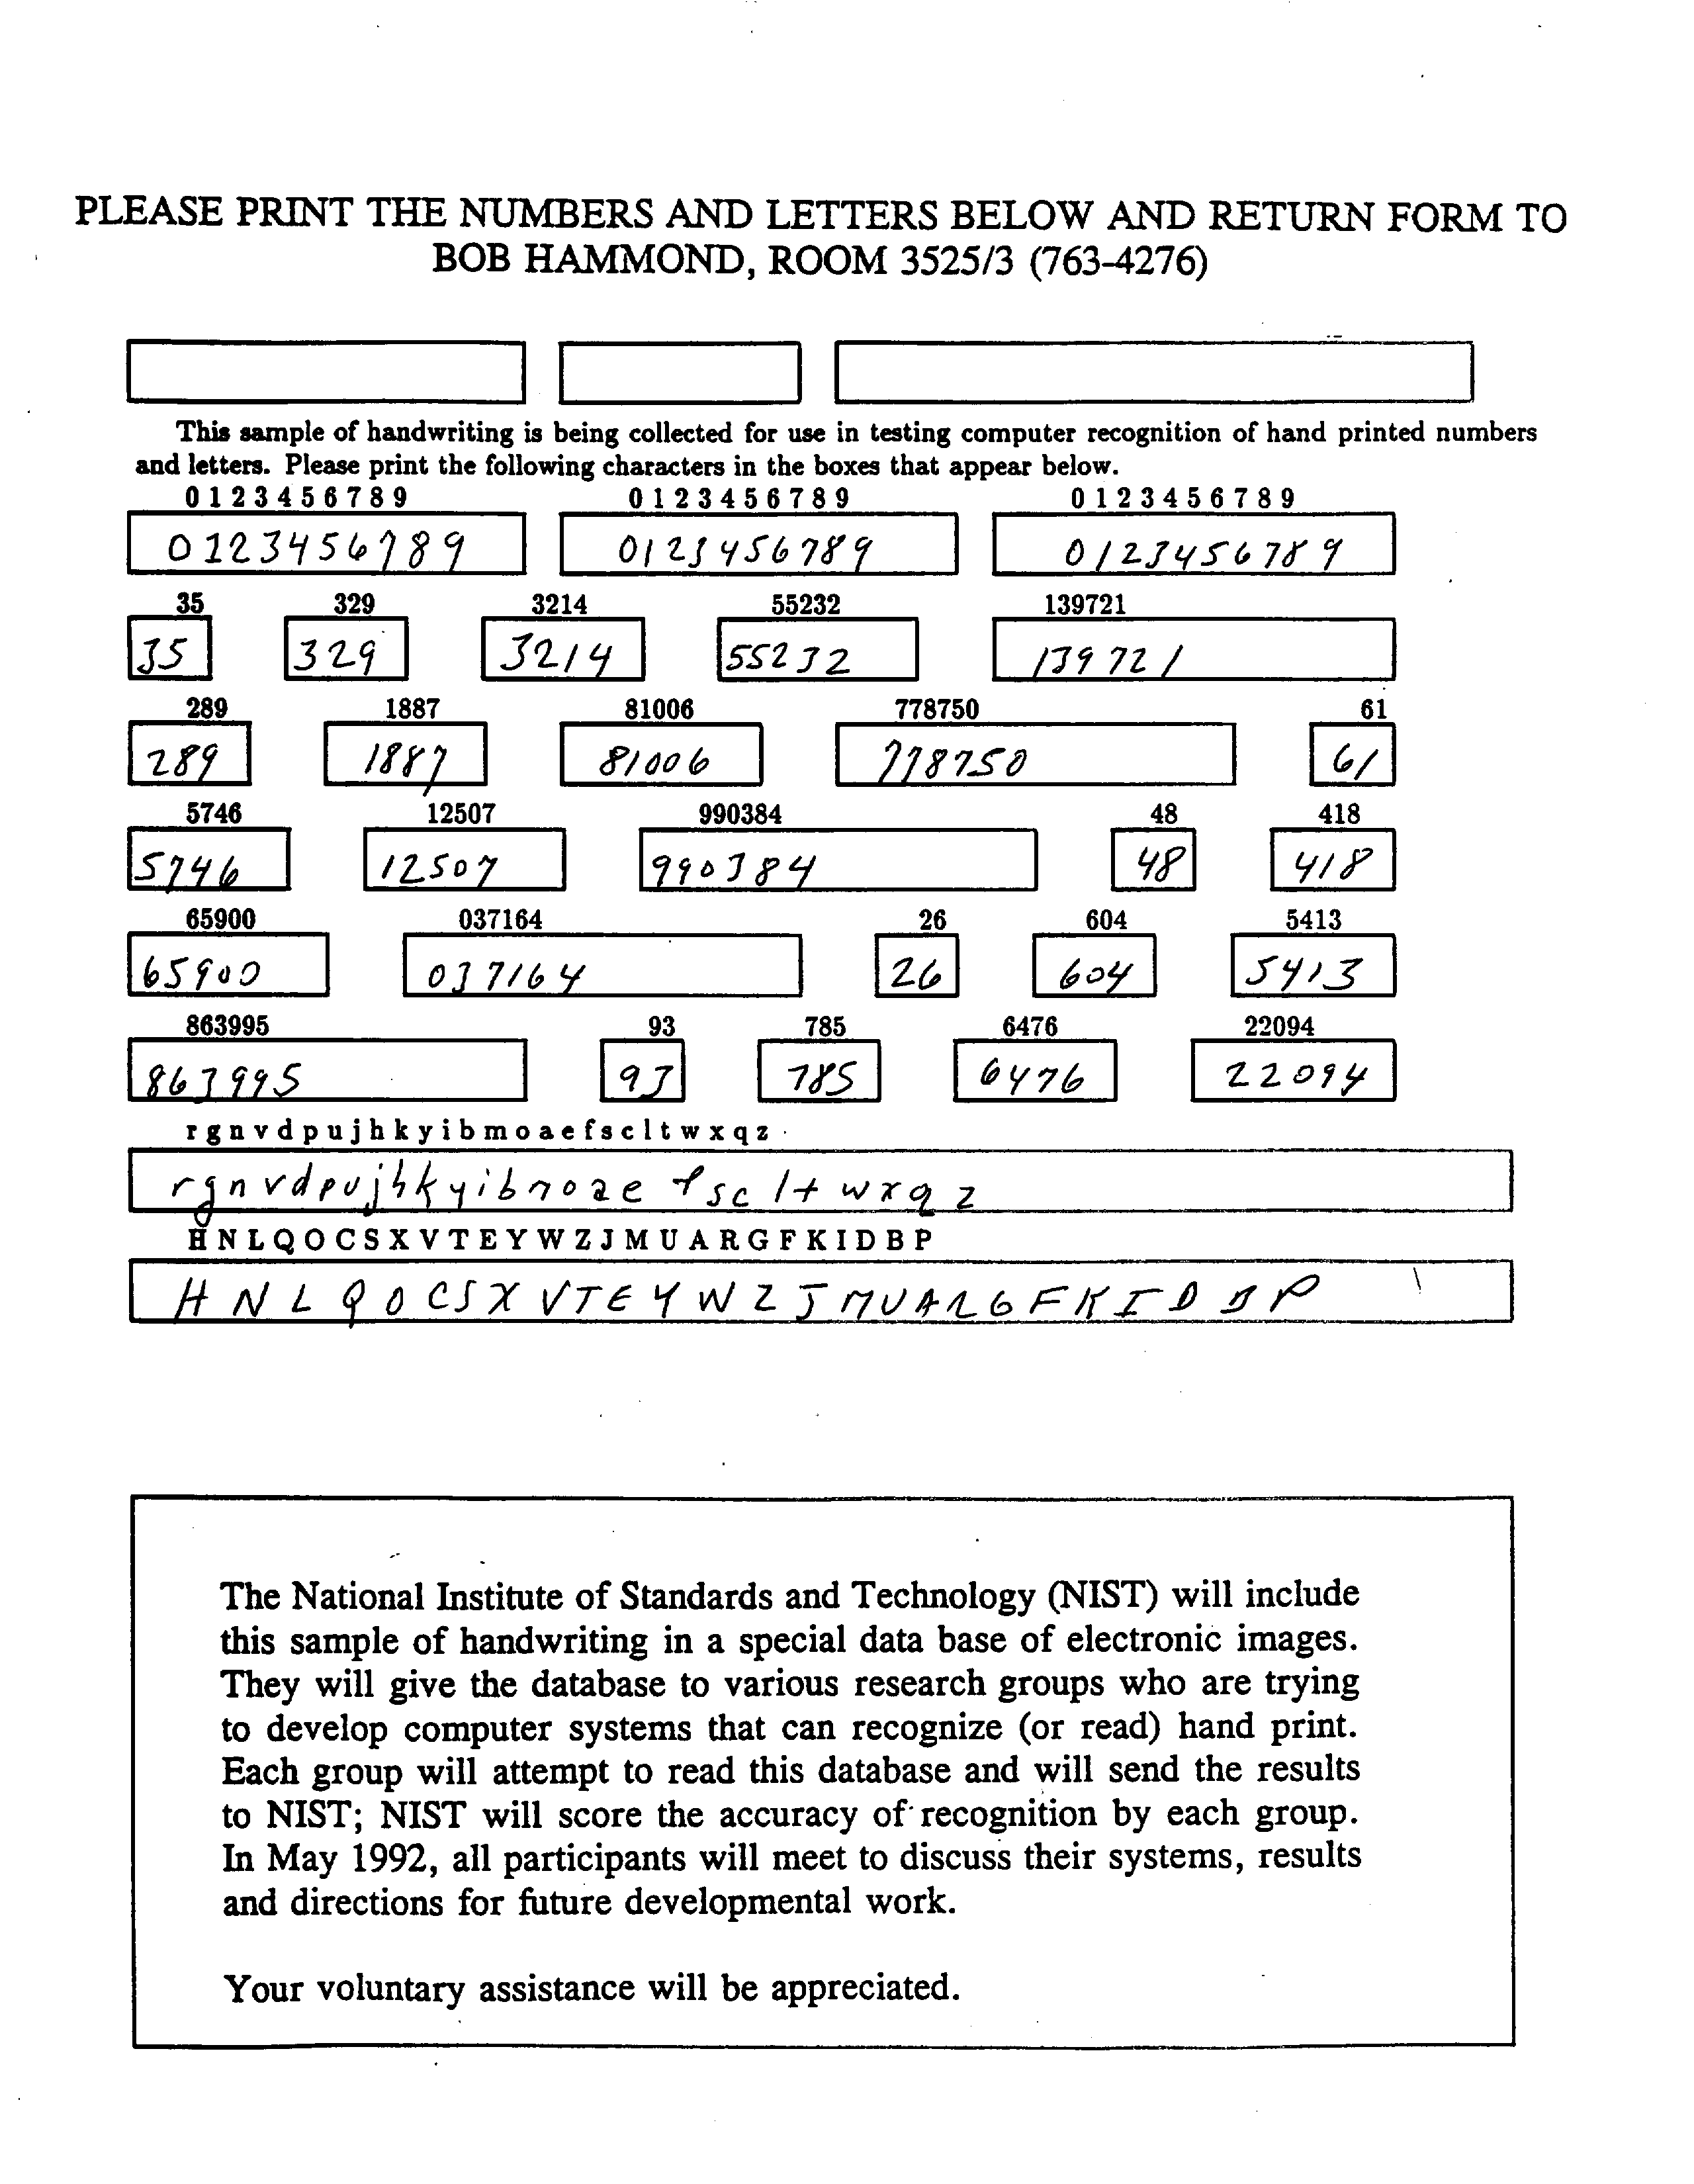 PLEASE PRINT THE NUMBERS AND LETTERS BELOW AND RETURN FORM TO
BOB HAMMOND, ROOM 3525/3 (763-4276)
This sample of handwriting is being collected for use in testing computer recognition of hand printed numbers
and letters. Please print the following characters in the boxes that appear below.
0 1 2 3 4 5 6 7 8 9 0 1 2 3 4 5 6 7 8 9 0 1 2 3 4 5 6 7 8 9
0123456789 0123456789 0123456789
35 329 3214 55232 139721
35 329 3214 55232 139721
289 1887 81006 778750 61
289 1887 81006 778750 61
5746 12507 990384 48 418
5746 12507 990384 48 418
65900 037164 26 604 5413
65900 037164 26 604 5413
863995 93 785 6476 22094
863995 93 785 6476 22094
r g n v d p u j h k y i b m o a e f s c l t w x q z
r g n v d p u j h k y i b m o a e f s c l t w x q z
H N L Q O C S X V T E Y W Z J M U A R G F K I D B P
H N L Q O C S X V T E Y W Z J M U A R G F K I D B P
The National Institute of Standards and Technology (NIST) will include
this sample of handwriting in a special data base of electronic images.
They will give the database to various research groups who are trying
to develop computer systems that can recognize (or read) hand print.
Each group will attempt to read this database and will send the results
to NIST; NIST will score the accuracy of recognition by each group.
In May 1992, all participants will meet to discuss their systems, results
and directions for future developmental work.
Your voluntary assistance will be appreciated.